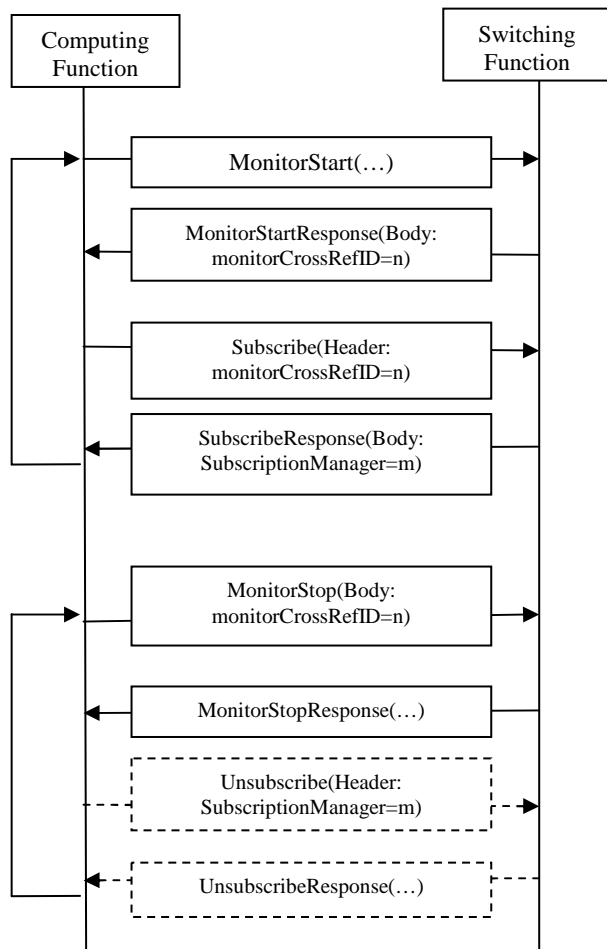 Computing
Function
Switching
Function
MonitorStart(…)
MonitorStartResponse(Body:
monitorCrossRefID=n)
Subscribe(Header:
monitorCrossRefID=n)
SubscribeResponse(Body:
SubscriptionManager=m)
MonitorStop(Body:
monitorCrossRefID=n)
MonitorStopResponse(…)
Unsubscribe(Header:
SubscriptionManager=m)
UnsubscribeResponse(…)